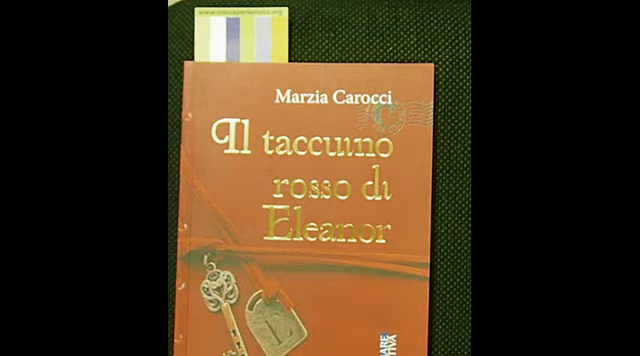 Marzia Carocci
Il taccuino
rosso di
Eleanor
E